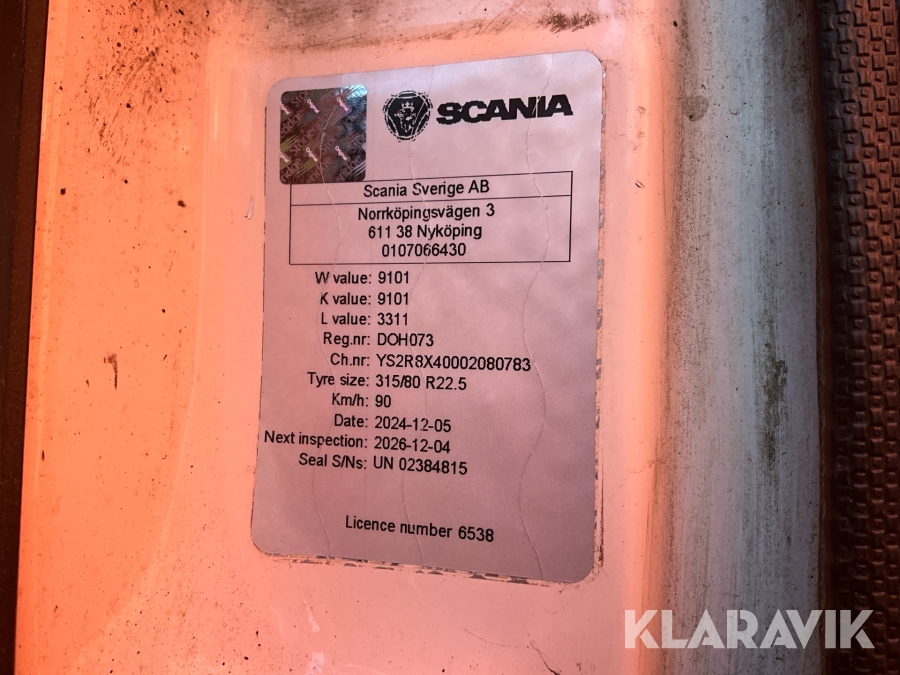 SCANIA
Scania Sverige AB
Norrköpingsvägen 3
611 38 Nyköping
0107066430
W value: 9101
K value: 9101
L value: 3311
Reg.nr: DOH073
Ch.nr: YS2R8X40002080783
Tyre size: 315/80 R22.5
Km/h: 90
Date: 2024-12-05
Next inspection: 2026-12-04
Seal S/Ns: UN 02384815
Licence number 6538
KLARAVIK